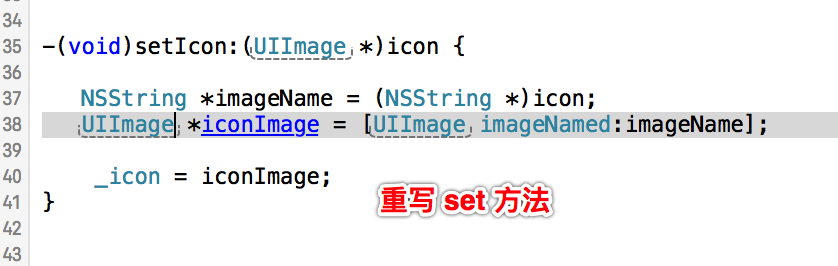 34
35 -(void)setIcon:(UIImage *)icon {
36
37 NSString *imageName = (NSString *)icon;
38 UIImage *iconImage = [UIImage imageNamed:imageName];
39
40 _icon = iconImage;
41 }
重写 set 方法
42
43